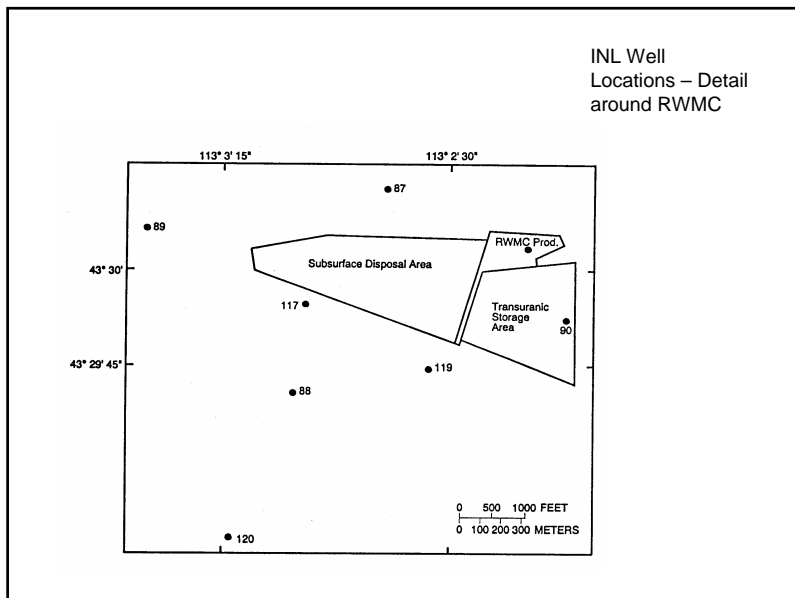 INL Well
Locations – Detail
around RWMC
113° 3' 15"
113° 2' 30"
87
89
RWMC Prod.
43° 30'
Subsurface Disposal Area
117
Transuranic
Storage
Area
90
43° 29' 45"
119
88
0 500 1000 FEET
0 100 200 300 METERS
120